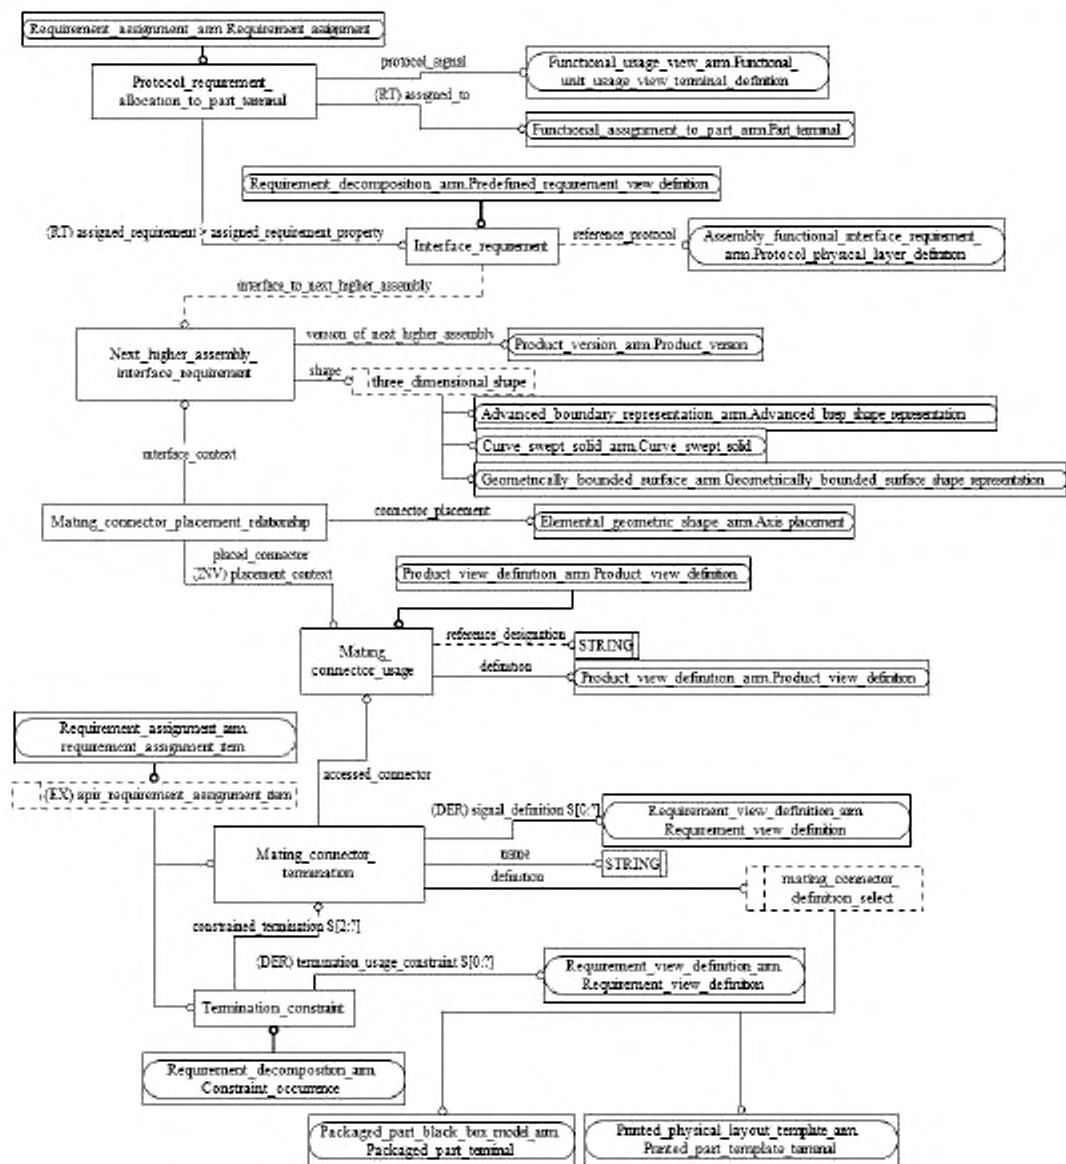 Requirement_assignment_arm.Requirement_assignment
Protocol_requirement_
allocation_to_part_terminal
protocol_signal
Functional_usage_view_arm.Functional_
unit_usage_view_terminal_definition
(RT) assigned_to
Functional_assignment_to_part_arm.Part_terminal
Requirement_decomposition_arm.Predefined_requirement_view_definition
(RT) assigned_requirement > assigned_requirement_property
Interface_requirement
reference_protocol
Assembly_functional_interface_requirement_
arm.Protocol_physical_layer_definition
interface_to_next_higher_assembly
Next_higher_assembly_
interface_requirement
version_of_next_higher_assembly
Product_version_arm.Product_version
shape
three_dimensional_shape
Advanced_boundary_representation_arm.Advanced_brep_shape_representation
Curve_swept_solid_arm.Curve_swept_solid
Geometrically_bounded_surface_arm.Geometrically_bounded_surface_shape_representation
interface_context
Mating_connector_placement_relationship
connector_placement
Elemental_geometric_shape_arm.Axis_placement
placed_connector
(INV) placement_context
Product_view_definition_arm.Product_view_definition
Mating_
connector_usage
reference_designation
STRING
definition
Product_view_definition_arm.Product_view_definition
Requirement_assignment_arm.
requirement_assignment_item
(EX) apir_requirement_assignment_item
accessed_connector
Mating_connector_
termination
(DER) signal_definition S[0:?]
Requirement_view_definition_arm.
Requirement_view_definition
name
STRING
definition
mating_connector_
definition_select
constrained_termination S[2:?]
(DER) termination_usage_constraint S[0:?]
Requirement_view_definition_arm.
Requirement_view_definition
Termination_constraint
Requirement_decomposition_arm.
Constraint_occurrence
Packaged_part_black_box_model_arm.
Packaged_part_terminal
Printed_physical_layout_template_arm.
Printed_part_template_terminal